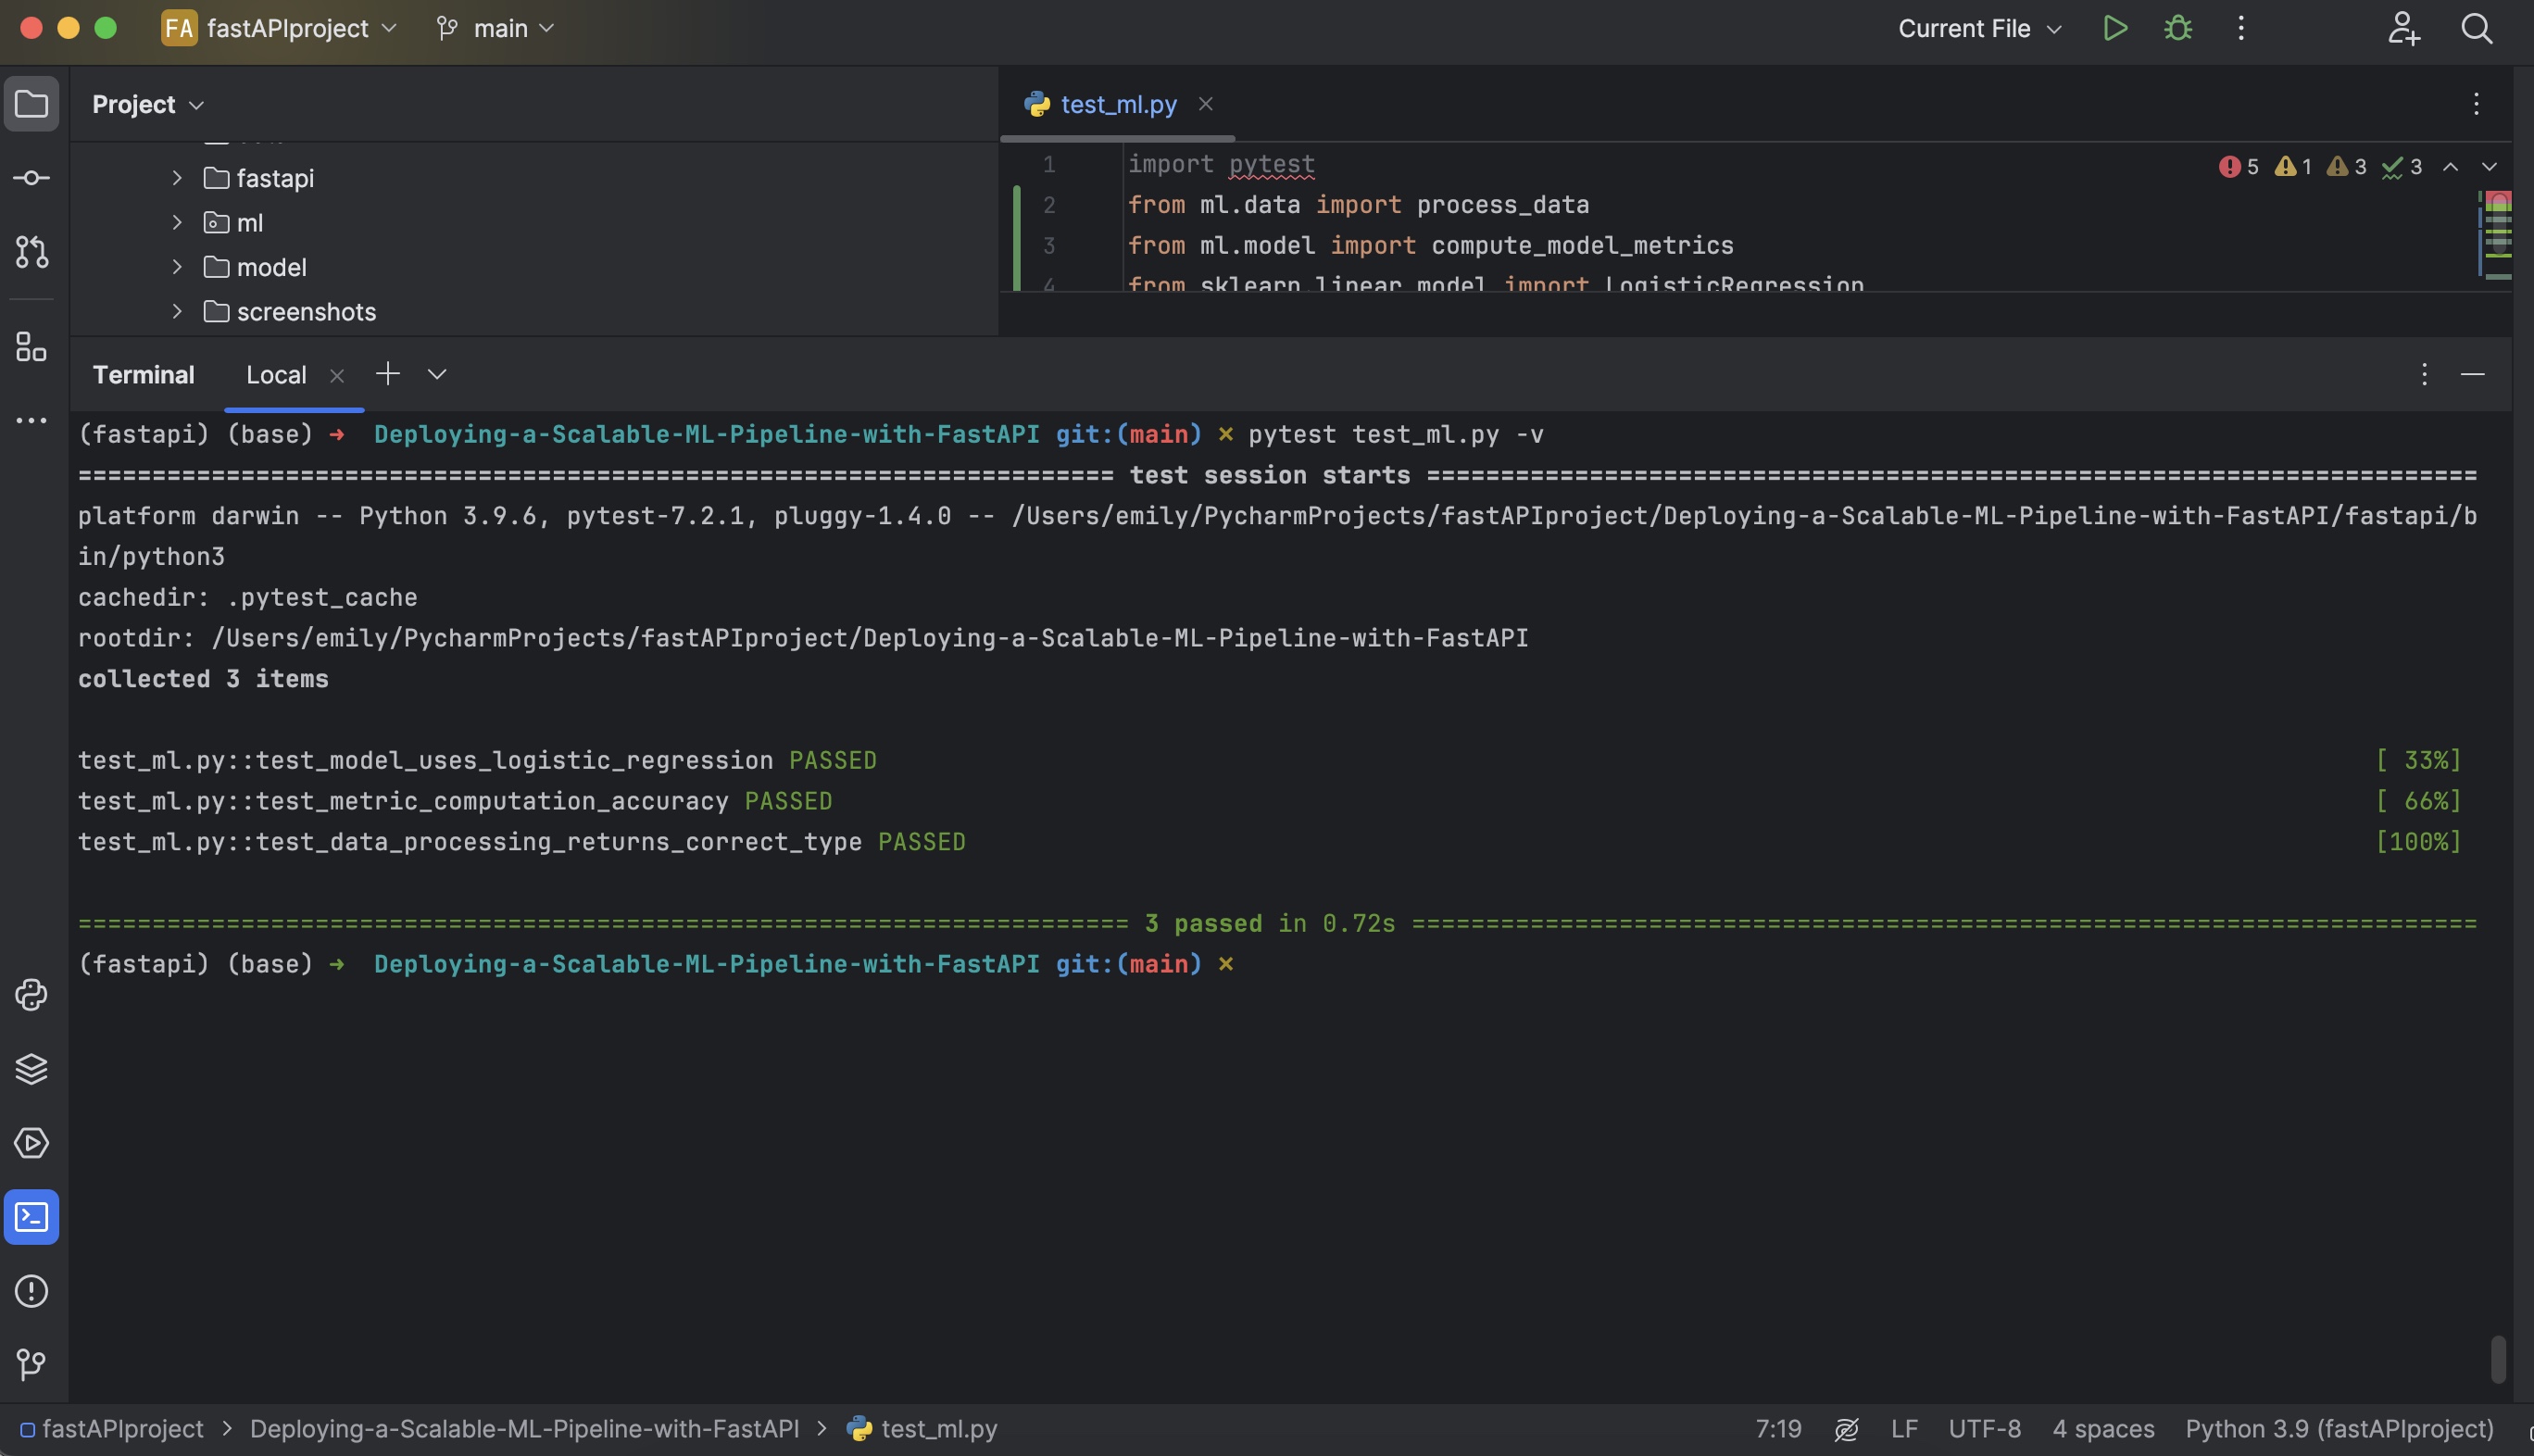 FA fastAPIproject main Current File
Project
test_ml.py
fastapi
ml
model
screenshots
1 import pytest
5 1 3 3
2 from ml.data import process_data
3 from ml.model import compute_model_metrics
4 from sklearn.linear_model import LogisticRegression
Terminal Local
(fastapi) (base) ➜ Deploying-a-Scalable-ML-Pipeline-with-FastAPI git:(main) ✗ pytest test_ml.py -v
====================================================================== test session starts =======================================================================
platform darwin -- Python 3.9.6, pytest-7.2.1, pluggy-1.4.0 -- /Users/emily/PycharmProjects/fastAPIproject/Deploying-a-Scalable-ML-Pipeline-with-FastAPI/fastapi/b
in/python3
cachedir: .pytest_cache
rootdir: /Users/emily/PycharmProjects/fastAPIproject/Deploying-a-Scalable-ML-Pipeline-with-FastAPI
collected 3 items
test_ml.py::test_model_uses_logistic_regression PASSED [ 33%]
test_ml.py::test_metric_computation_accuracy PASSED [ 66%]
test_ml.py::test_data_processing_returns_correct_type PASSED [100%]
======================================================================= 3 passed in 0.72s ========================================================================
(fastapi) (base) ➜ Deploying-a-Scalable-ML-Pipeline-with-FastAPI git:(main) ✗
fastAPIproject > Deploying-a-Scalable-ML-Pipeline-with-FastAPI > test_ml.py 7:19 LF UTF-8 4 spaces Python 3.9 (fastAPIproject)